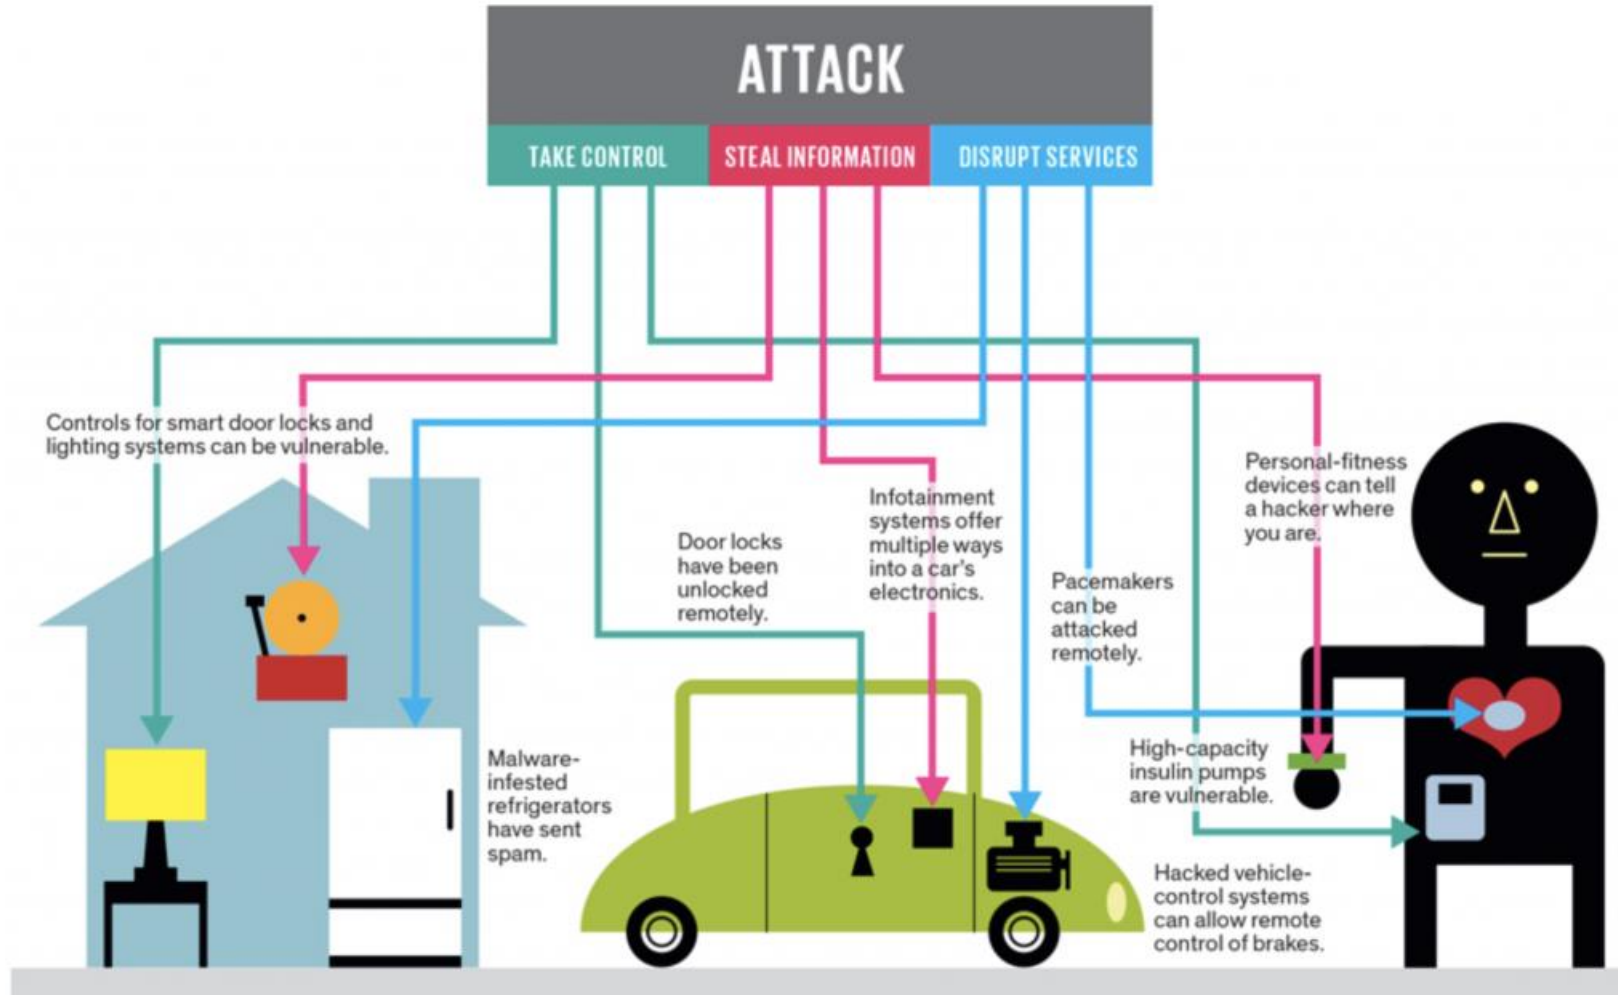 ATTACK
TAKE CONTROL
STEAL INFORMATION
DISRUPT SERVICES
Controls for smart door locks and
lighting systems can be vulnerable.
Malware-
infested
refrigerators
have sent
spam.
Door locks
have been
unlocked
remotely.
Infotainment
systems offer
multiple ways
into a car's
electronics.
Pacemakers
can be
attacked
remotely.
Personal-fitness
devices can tell
a hacker where
you are.
High-capacity
insulin pumps
are vulnerable.
Hacked vehicle-
control systems
can allow remote
control of brakes.